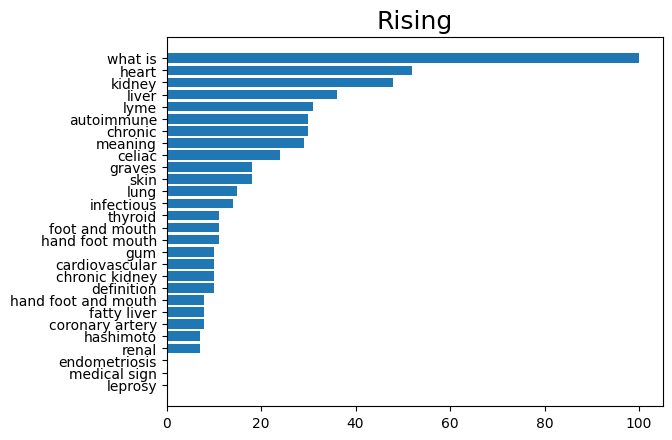 Rising
what is
heart
kidney
liver
lyme
autoimmune
chronic
meaning
celiac
graves
skin
lung
infectious
thyroid
foot and mouth
hand foot mouth
gum
cardiovascular
chronic kidney
definition
hand foot and mouth
fatty liver
coronary artery
hashimoto
renal
endometriosis
medical sign
leprosy
0 20 40 60 80 100